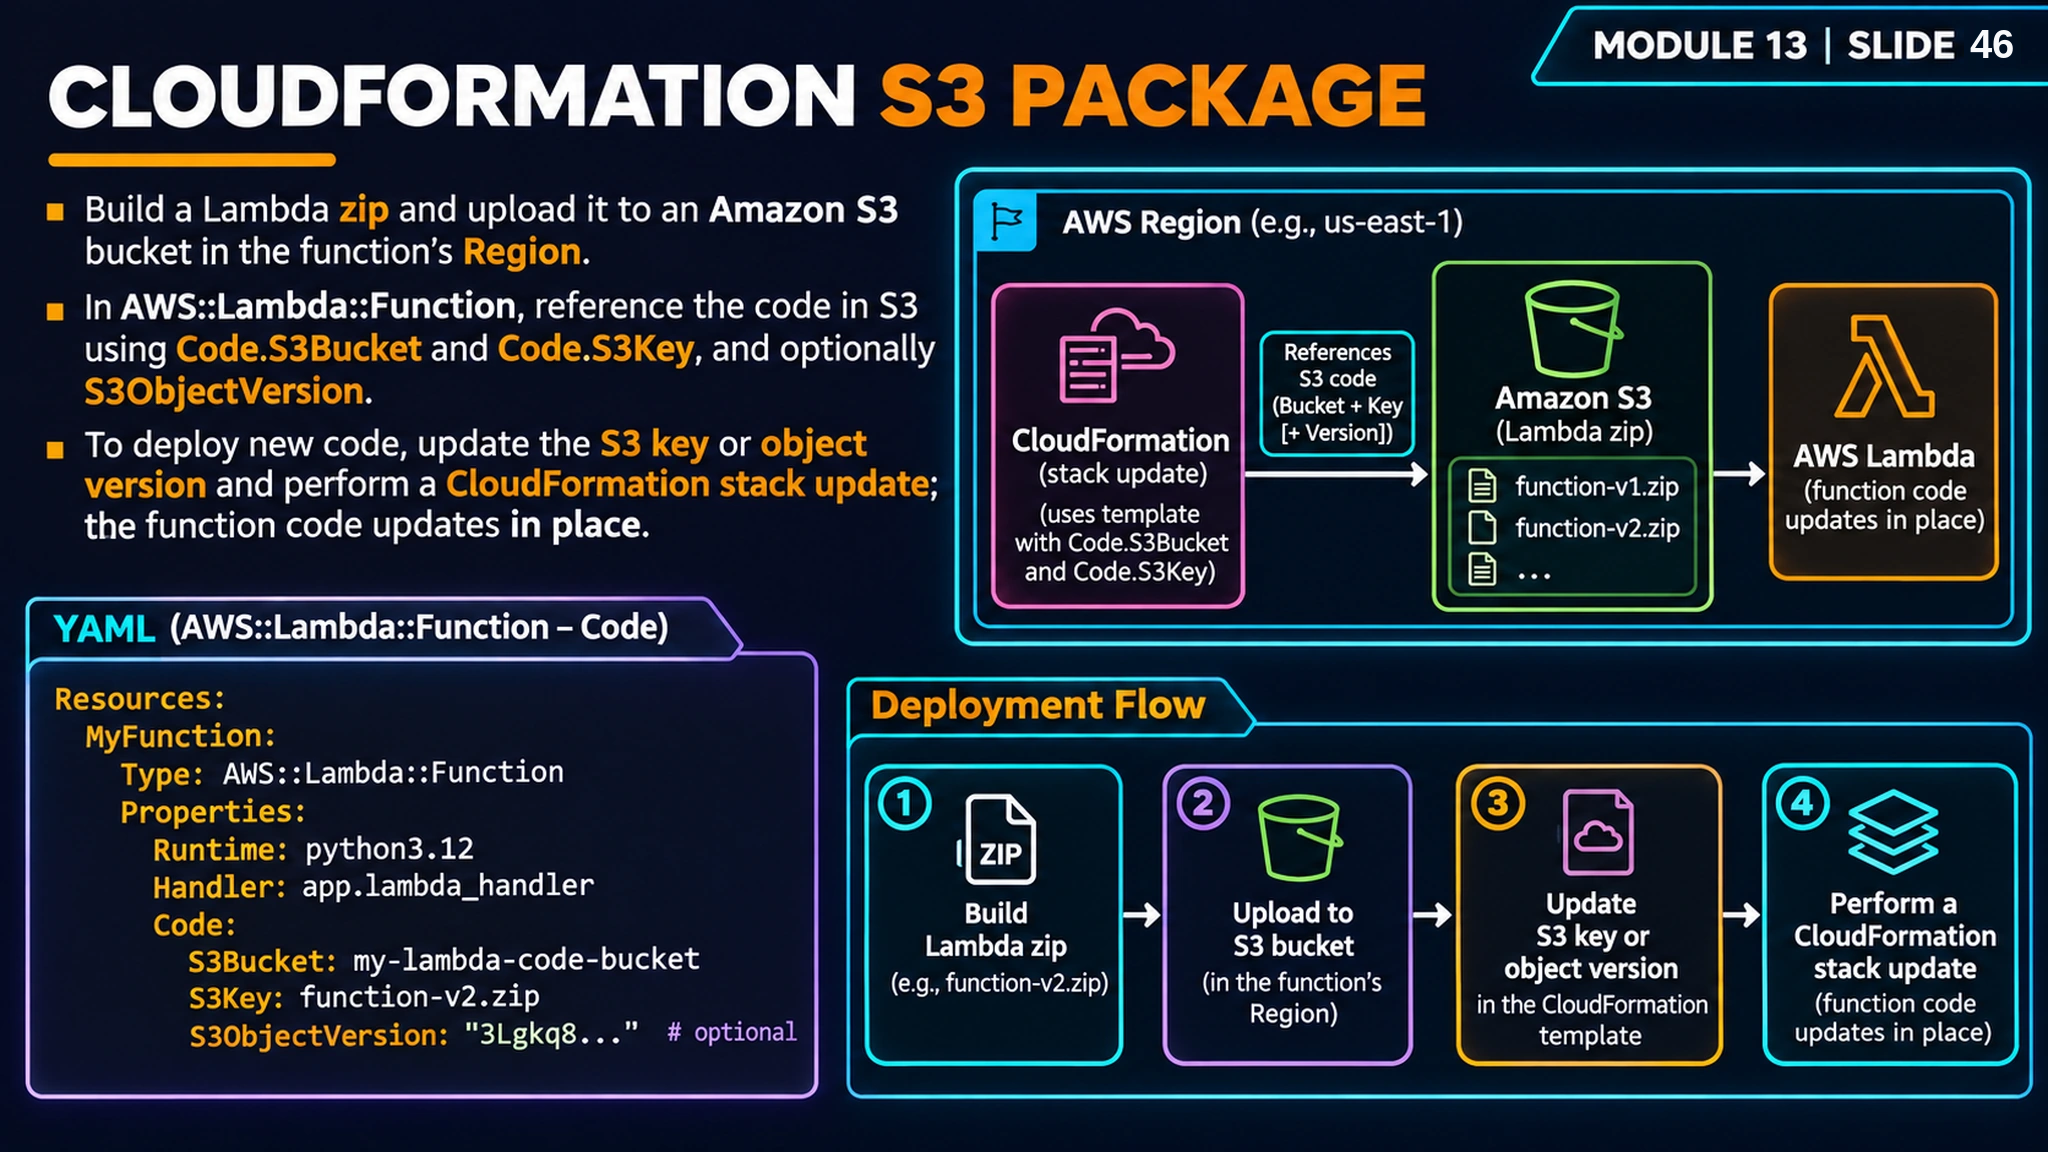 MODULE 13 | SLIDE 46
CLOUDFORMATION S3 PACKAGE
■ Build a Lambda zip and upload it to an Amazon S3
bucket in the function's Region.
■ In AWS::Lambda::Function, reference the code in S3
using Code.S3Bucket and Code.S3Key, and optionally
S3ObjectVersion.
■ To deploy new code, update the S3 key or object
version and perform a CloudFormation stack update;
the function code updates in place.
AWS Region (e.g., us-east-1)
CloudFormation
(stack update)
(uses template
with Code.S3Bucket
and Code.S3Key)
References
S3 code
(Bucket + Key
[+ Version])
Amazon S3
(Lambda zip)
function-v1.zip
function-v2.zip
...
AWS Lambda
(function code
updates in place)
YAML (AWS::Lambda::Function – Code)
Resources:
  MyFunction:
    Type: AWS::Lambda::Function
    Properties:
      Runtime: python3.12
      Handler: app.lambda_handler
      Code:
        S3Bucket: my-lambda-code-bucket
        S3Key: function-v2.zip
        S3ObjectVersion: "3Lgkq8..." # optional
Deployment Flow
1
ZIP
Build
Lambda zip
(e.g., function-v2.zip)
2
Upload to
S3 bucket
(in the function's
Region)
3
Update
S3 key or
object version
in the CloudFormation
template
4
Perform a
CloudFormation
stack update
(function code
updates in place)